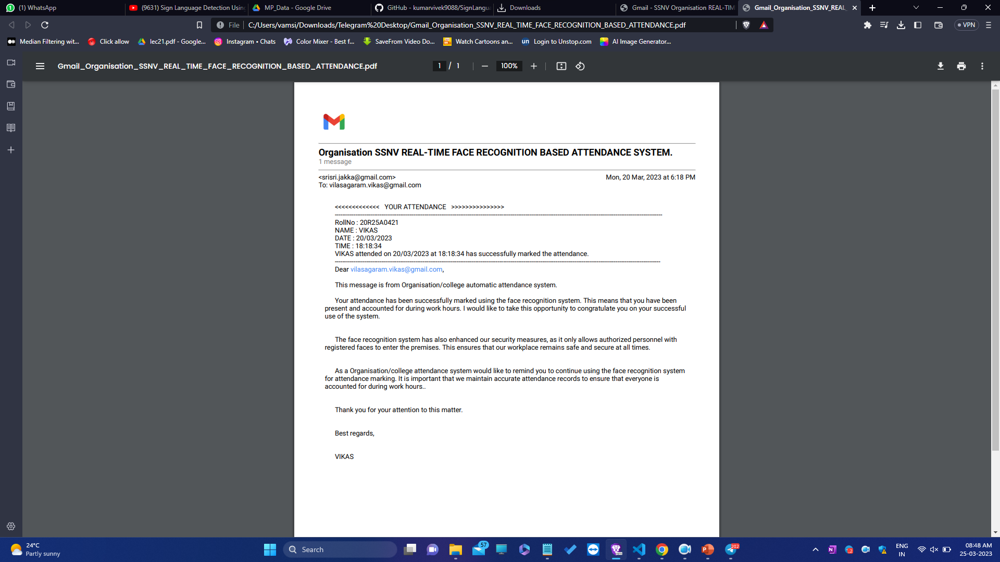 (1) WhatsApp
(9631) Sign Language Detection Usin
MP_Data - Google Drive
GitHub - kumarvivek9088/SignLangu
Downloads
Gmail - SSNV Organisation REAL-TIM
Gmail_Organisation_SSNV_REAL_
File
C:/Users/vamsi/Downloads/Telegram%20Desktop/Gmail_Organisation_SSNV_REAL_TIME_FACE_RECOGNITION_BASED_ATTENDANCE.pdf
VPN
Median Filtering wit...
Click allow
lec21.pdf - Google...
Instagram • Chats
Color Mixer - Best f...
SaveFrom Video Do...
Watch Cartoons an...
un Login to Unstop.com
AI Image Generator...
Gmail_Organisation_SSNV_REAL_TIME_FACE_RECOGNITION_BASED_ATTENDANCE.pdf
1 / 1
100%
Organisation SSNV REAL-TIME FACE RECOGNITION BASED ATTENDANCE SYSTEM.
1 message
<srisri.jakka@gmail.com>
Mon, 20 Mar, 2023 at 6:18 PM
To: vilasagaram.vikas@gmail.com
<<<<<<<<<<<<< YOUR ATTENDANCE >>>>>>>>>>>>>>>
RollNo : 20R25A0421
NAME : VIKAS
DATE : 20/03/2023
TIME : 18:18:34
VIKAS attended on 20/03/2023 at 18:18:34 has successfully marked the attendance.
Dear vilasagaram.vikas@gmail.com,
This message is from Organisation/college automatic attendance system.
Your attendance has been successfully marked using the face recognition system. This means that you have been
present and accounted for during work hours. I would like to take this opportunity to congratulate you on your successful
use of the system.
The face recognition system has also enhanced our security measures, as it only allows authorized personnel with
registered faces to enter the premises. This ensures that our workplace remains safe and secure at all times.
As a Organisation/college attendance system would like to remind you to continue using the face recognition system
for attendance marking. It is important that we maintain accurate attendance records to ensure that everyone is
accounted for during work hours..
Thank you for your attention to this matter.
Best regards,
VIKAS
24°C
Partly sunny
Search
57
202
ENG
IN
08:48 AM
25-03-2023